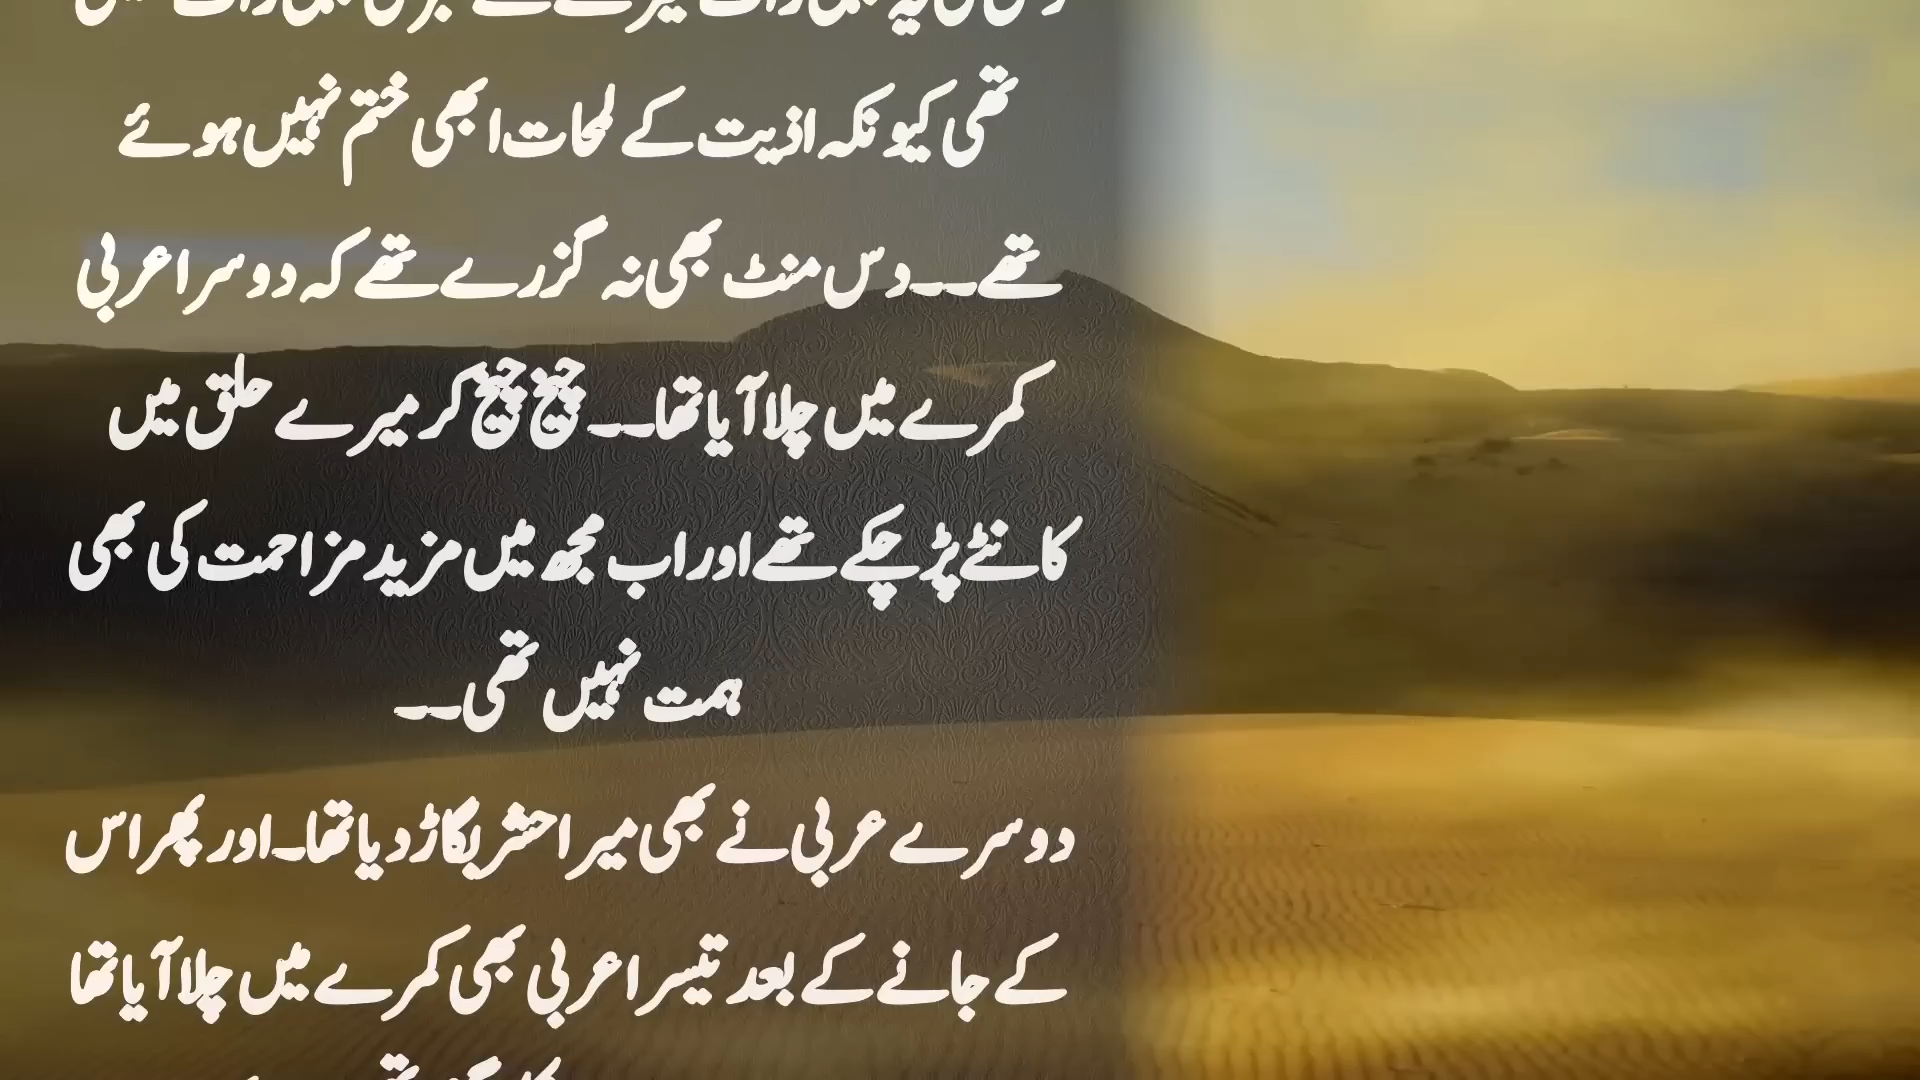 تھی کیونکہ اذیت کے لمحات ابھی ختم نہیں ہوئے
تھے۔۔دس منٹ بھی نہ گزرے تھے کہ دوسرا عربی
کمرے میں چلا آیا تھا۔۔چیخ چیخ کر میرے حلق میں
کانٹے پڑ چکے تھے اور اب مجھ میں مزید مزاحمت کی بھی
ہمت نہیں تھی۔۔
دوسرے عربی نے بھی میرا حشر بگاڑ دیا تھا۔اور پھر اس
کے جانے کے بعد تیسرا عربی بھی کمرے میں چلا آیا تھا